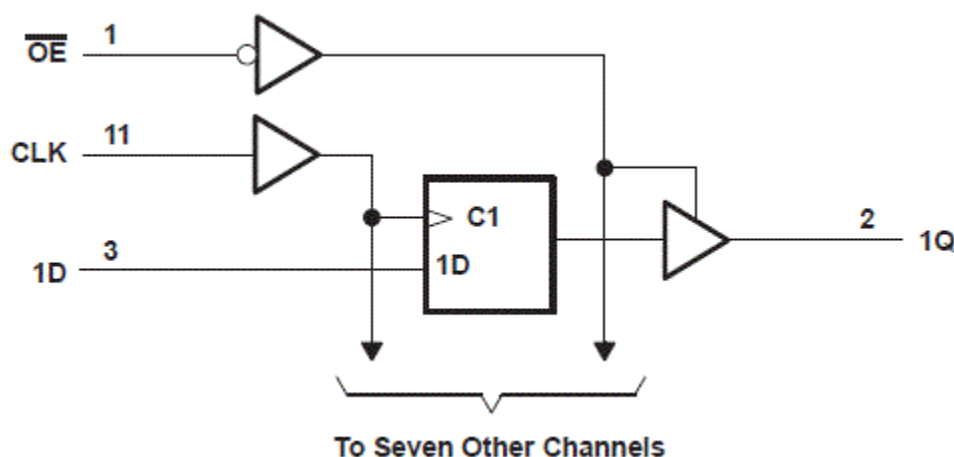 OE 1
CLK 11
C1
1D 3
1D
2 1Q
To Seven Other Channels